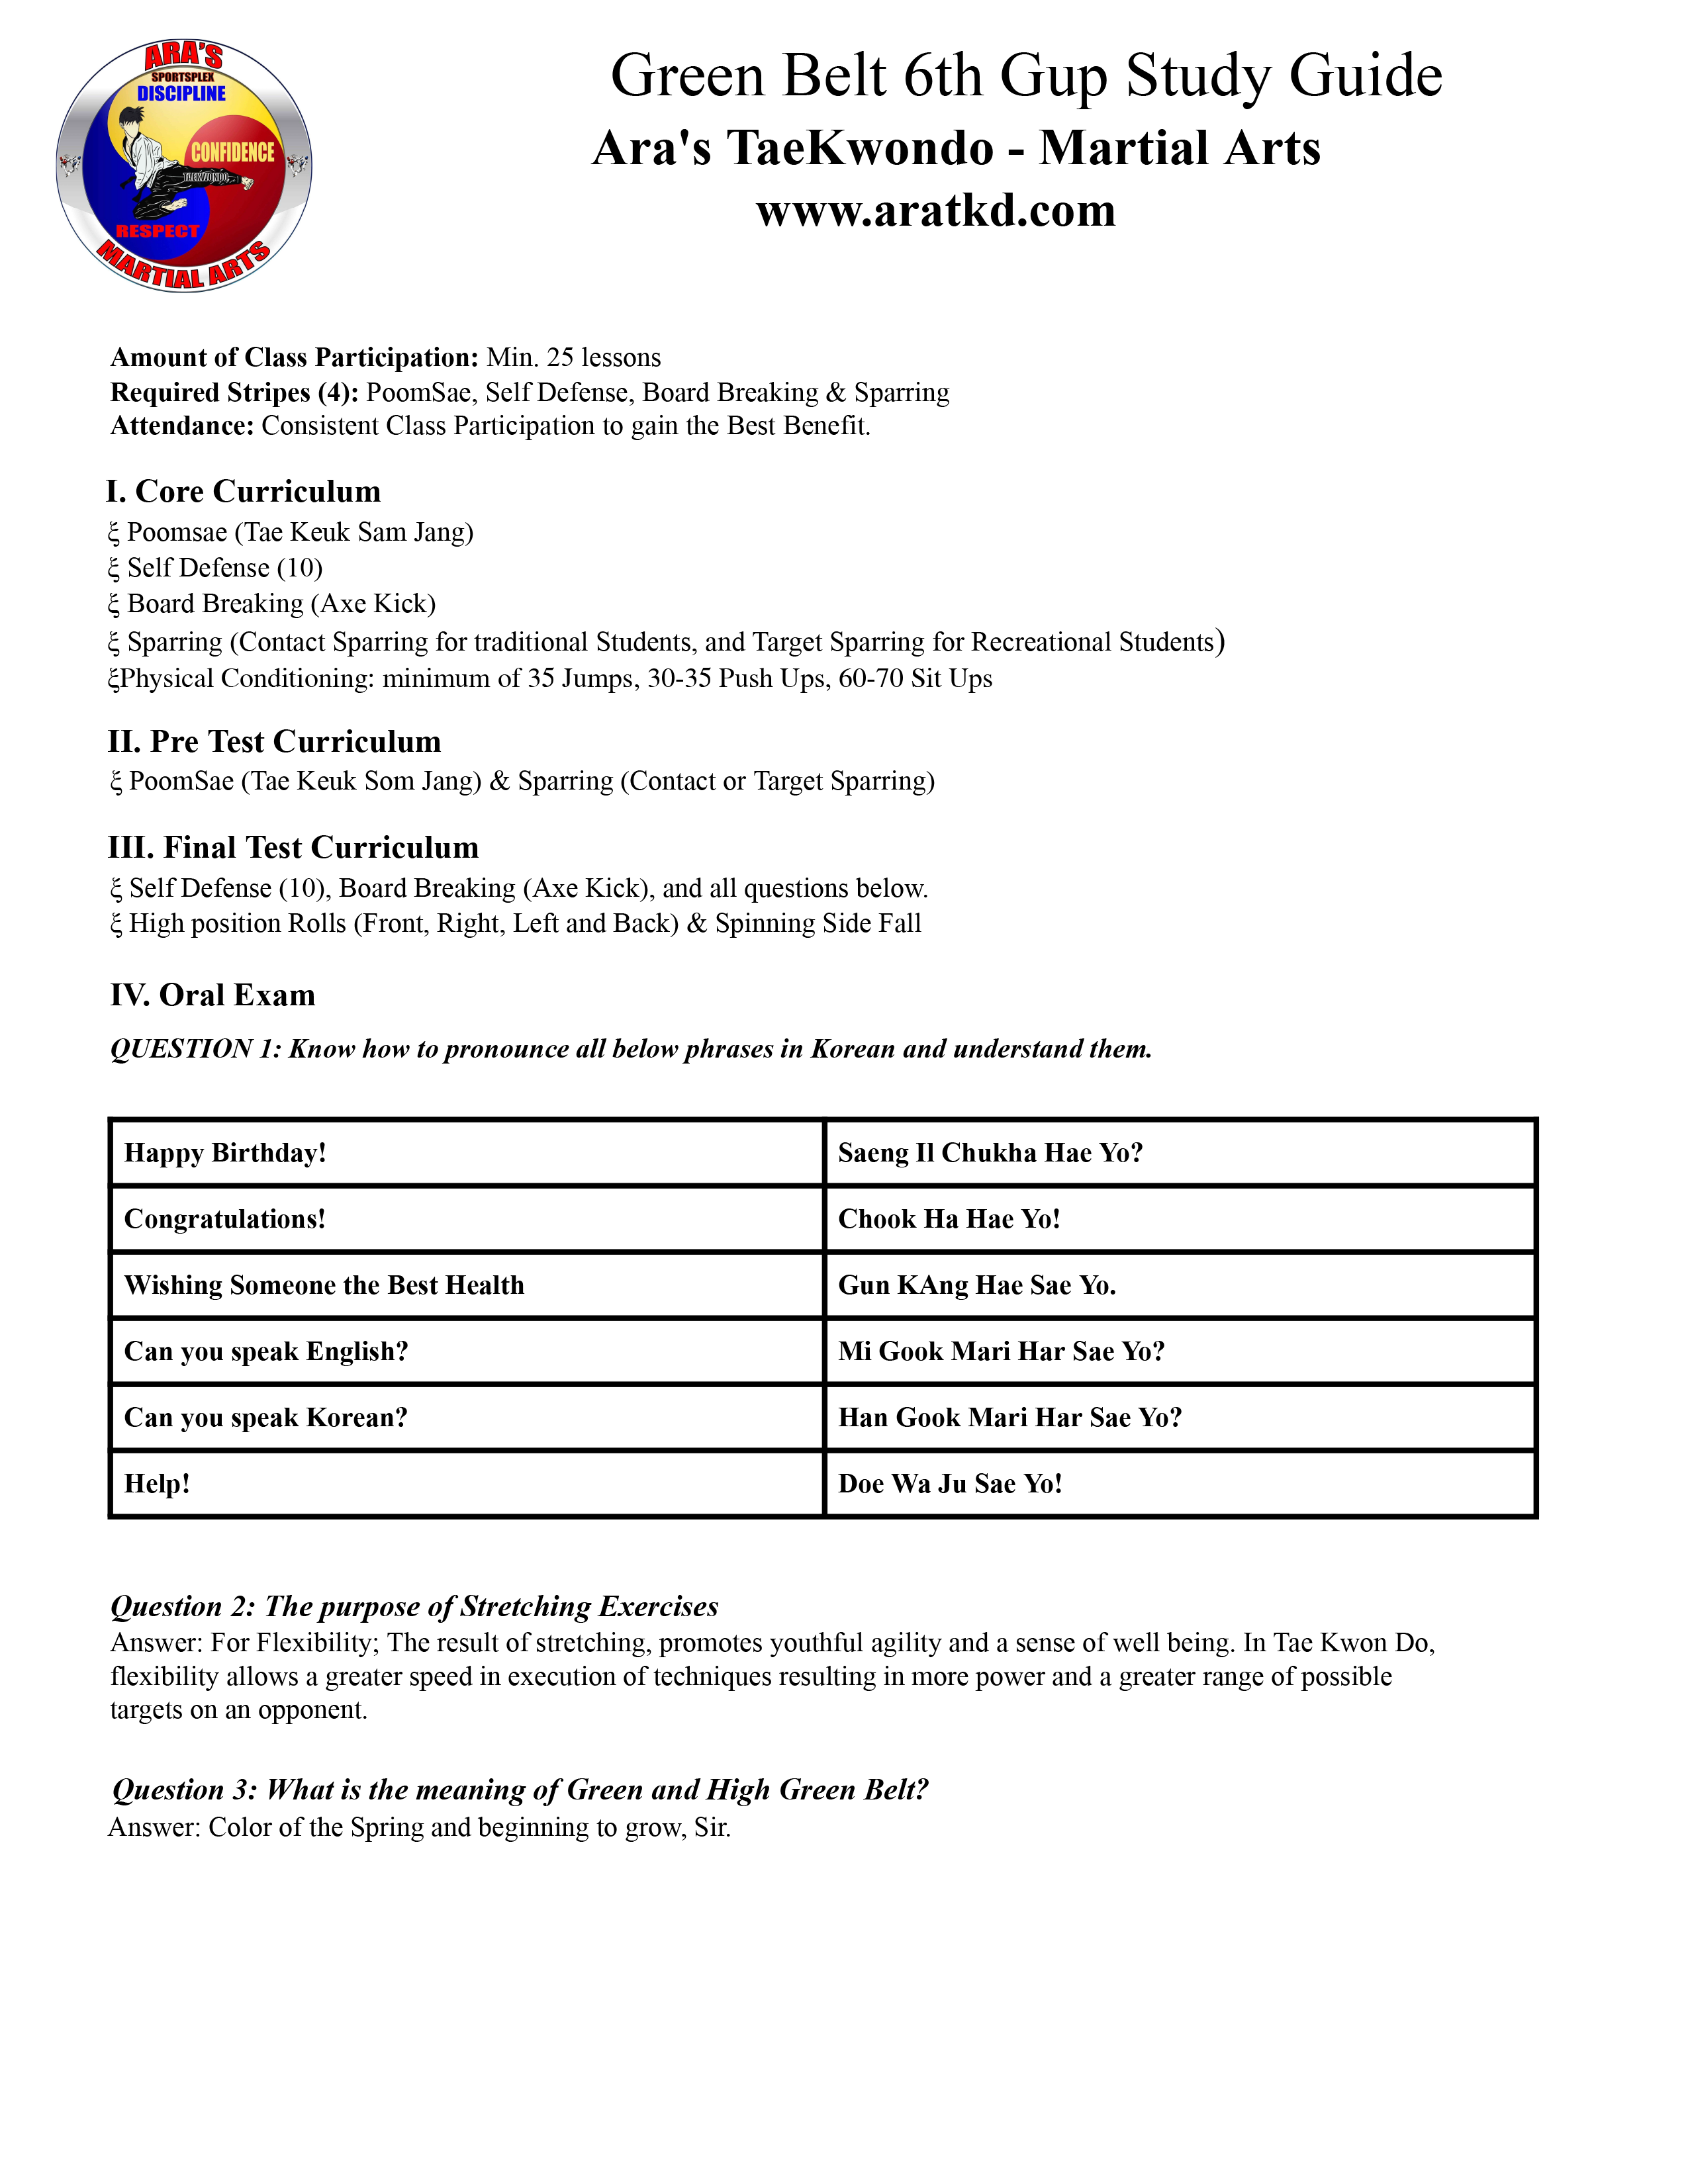 ARA'S
SPORTSPLEX
DISCIPLINE
CONFIDENCE
TAEKWONDO
RESPECT
MARTIAL ARTS
Green Belt 6th Gup Study Guide
Ara's TaeKwondo - Martial Arts
www.aratkd.com
Amount of Class Participation: Min. 25 lessons
Required Stripes (4): PoomSae, Self Defense, Board Breaking & Sparring
Attendance: Consistent Class Participation to gain the Best Benefit.
I. Core Curriculum
ξ Poomsae (Tae Keuk Sam Jang)
ξ Self Defense (10)
ξ Board Breaking (Axe Kick)
ξ Sparring (Contact Sparring for traditional Students, and Target Sparring for Recreational Students)
ξPhysical Conditioning: minimum of 35 Jumps, 30-35 Push Ups, 60-70 Sit Ups
II. Pre Test Curriculum
ξ PoomSae (Tae Keuk Som Jang) & Sparring (Contact or Target Sparring)
III. Final Test Curriculum
ξ Self Defense (10), Board Breaking (Axe Kick), and all questions below.
ξ High position Rolls (Front, Right, Left and Back) & Spinning Side Fall
IV. Oral Exam
QUESTION 1: Know how to pronounce all below phrases in Korean and understand them.
Happy Birthday! Saeng Il Chukha Hae Yo?
Congratulations! Chook Ha Hae Yo!
Wishing Someone the Best Health Gun KAng Hae Sae Yo.
Can you speak English? Mi Gook Mari Har Sae Yo?
Can you speak Korean? Han Gook Mari Har Sae Yo?
Help! Doe Wa Ju Sae Yo!
Question 2: The purpose of Stretching Exercises
Answer: For Flexibility; The result of stretching, promotes youthful agility and a sense of well being. In Tae Kwon Do,
flexibility allows a greater speed in execution of techniques resulting in more power and a greater range of possible
targets on an opponent.
Question 3: What is the meaning of Green and High Green Belt?
Answer: Color of the Spring and beginning to grow, Sir.